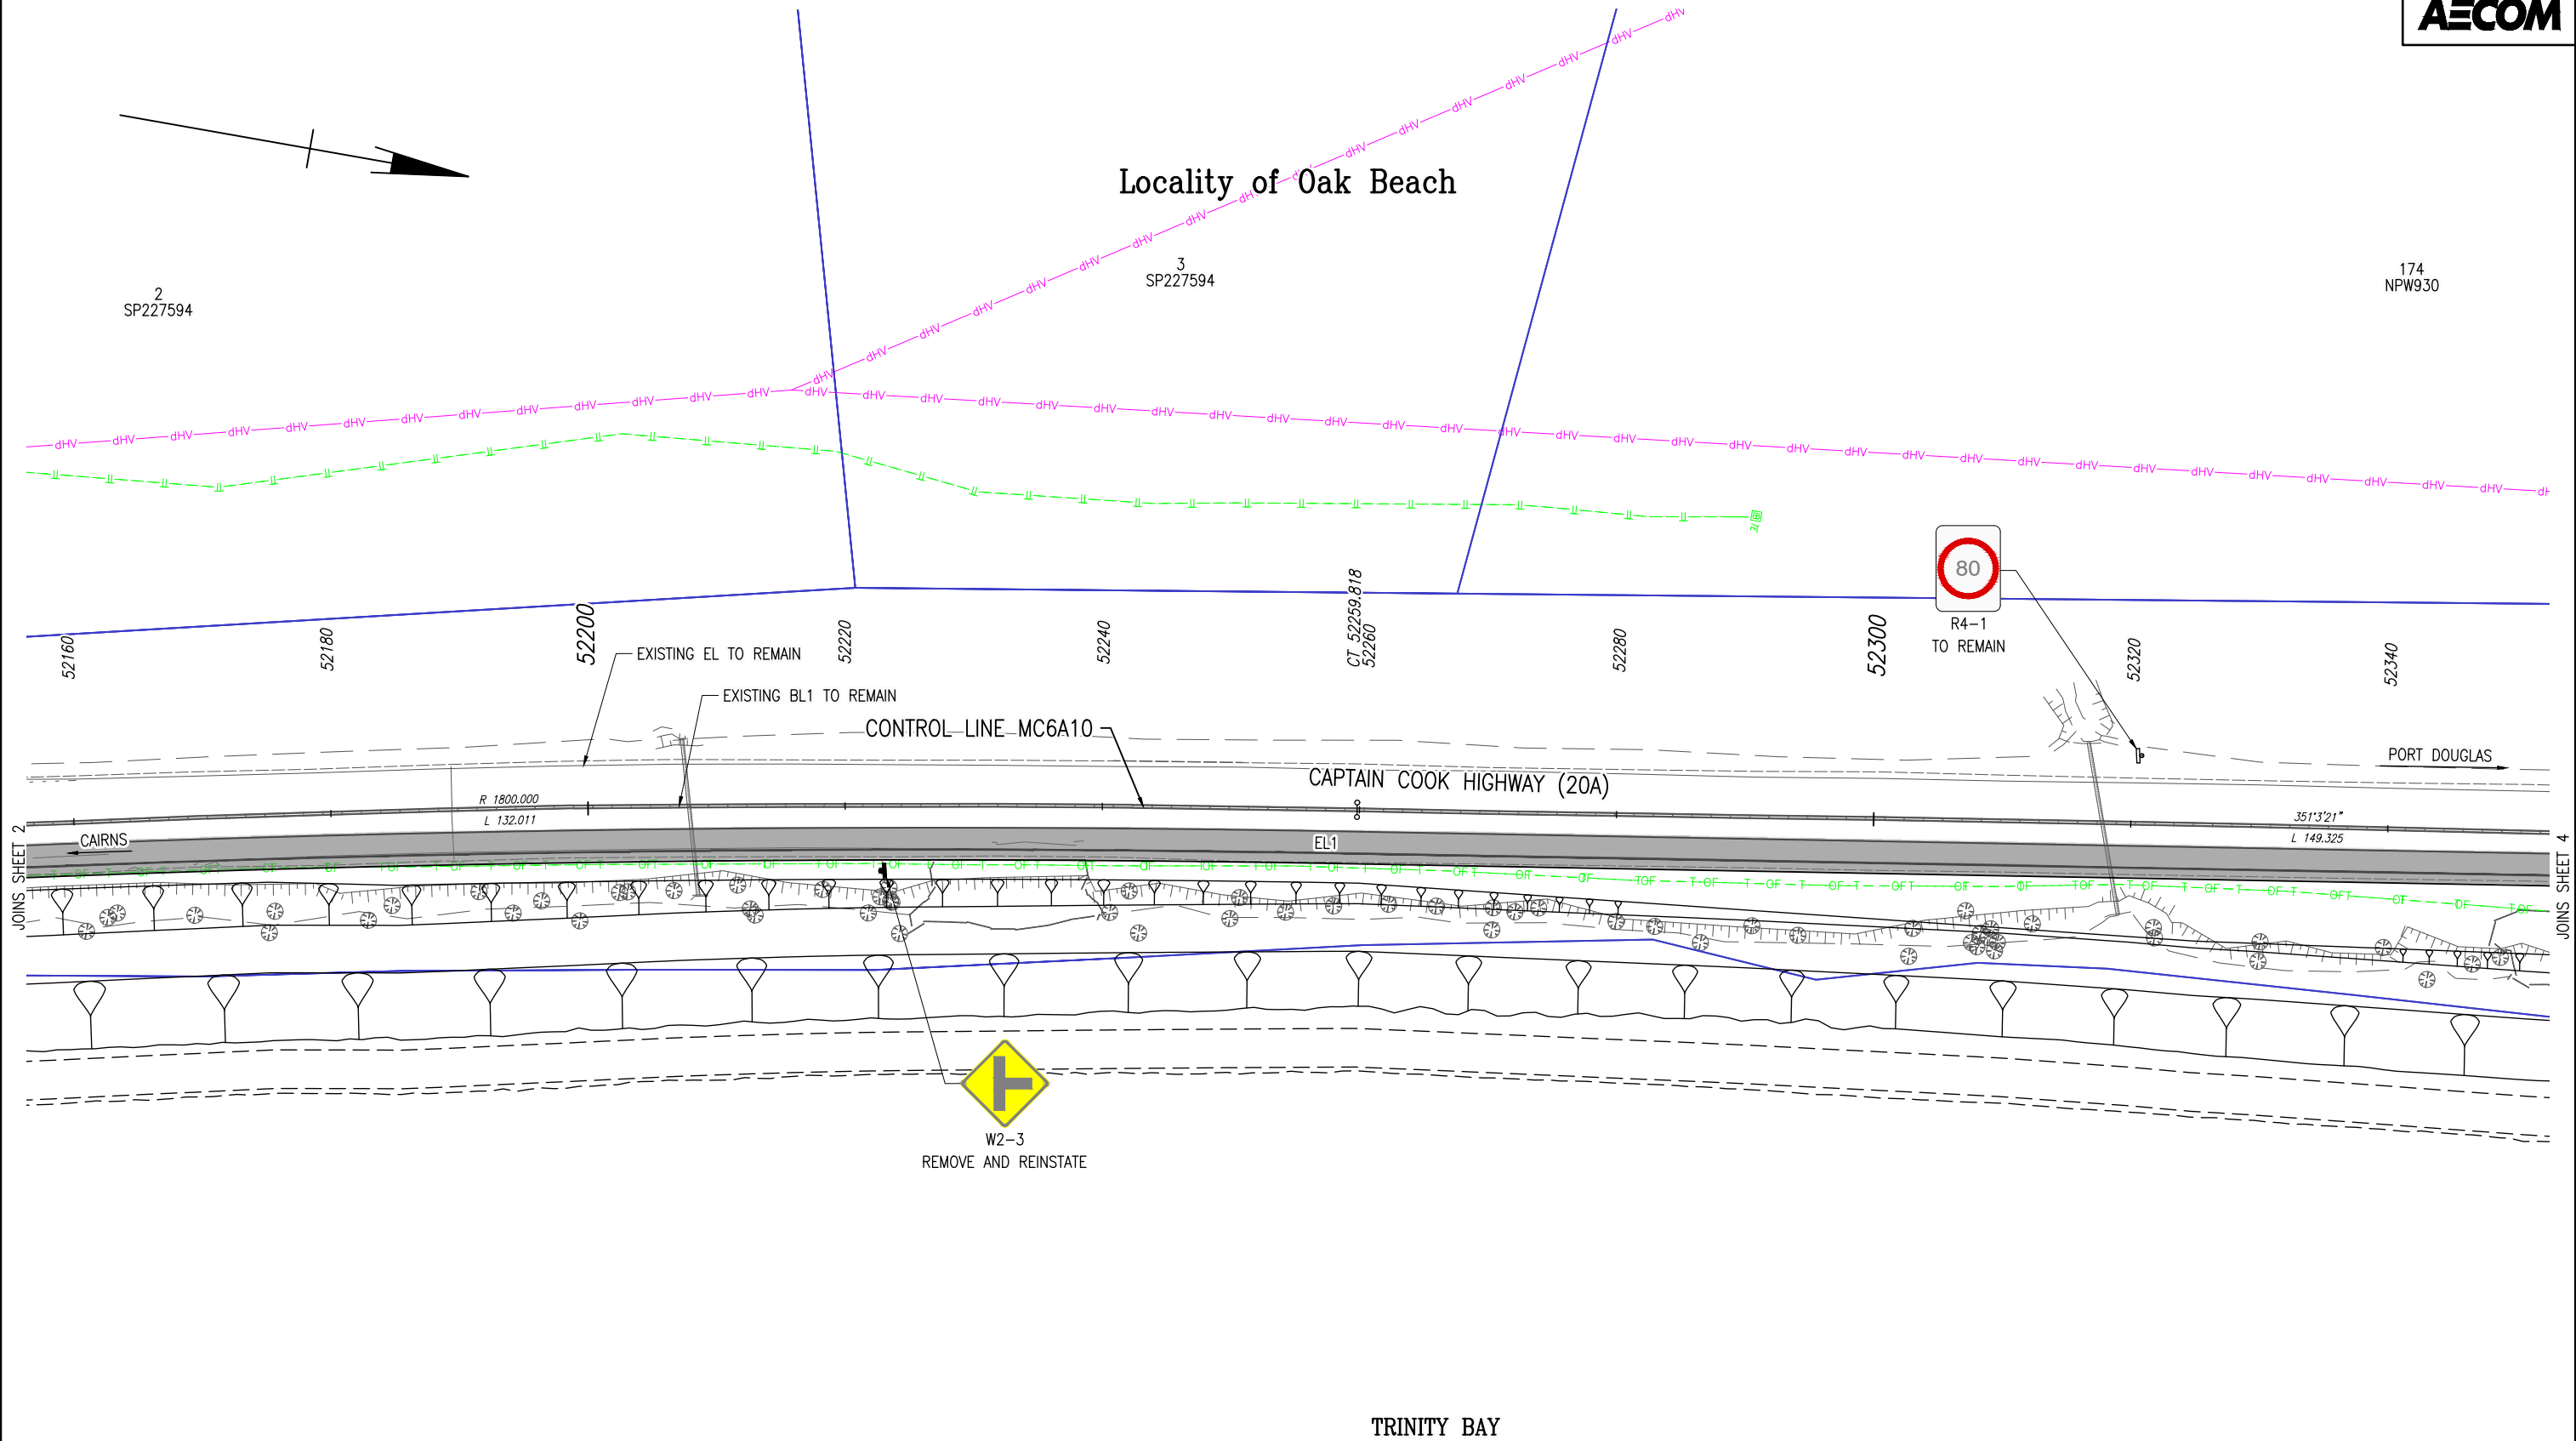 AECOM
Locality of Oak Beach
2
SP227594
3
SP227594
174
NPW930
dHV
80
R4-1
TO REMAIN
52160
52180
52200
52220
52240
CT 52259.818
52260
52280
52300
52320
52340
EXISTING EL TO REMAIN
EXISTING BL1 TO REMAIN
CONTROL LINE MC6A10
CAPTAIN COOK HIGHWAY (20A)
PORT DOUGLAS
R 1800.000
L 132.011
351°3'21"
L 149.325
CAIRNS
EL1
JOINS SHEET 2
JOINS SHEET 4
T OF
W2-3
REMOVE AND REINSTATE
TRINITY BAY